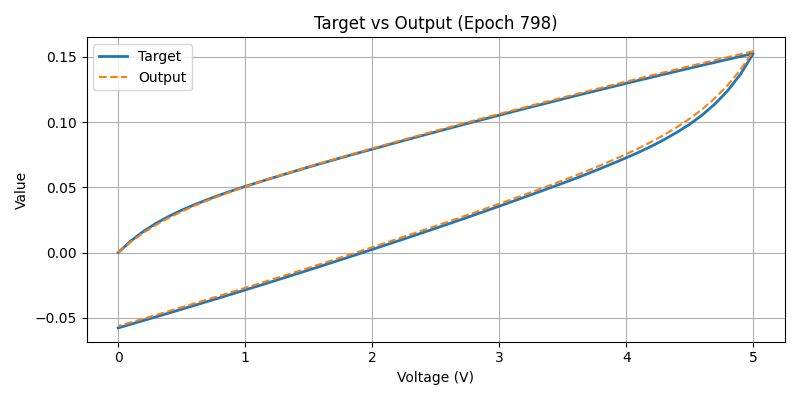 Target vs Output (Epoch 798)
Target
Output
Value
0.15
0.10
0.05
0.00
−0.05
0 1 2 3 4 5
Voltage (V)